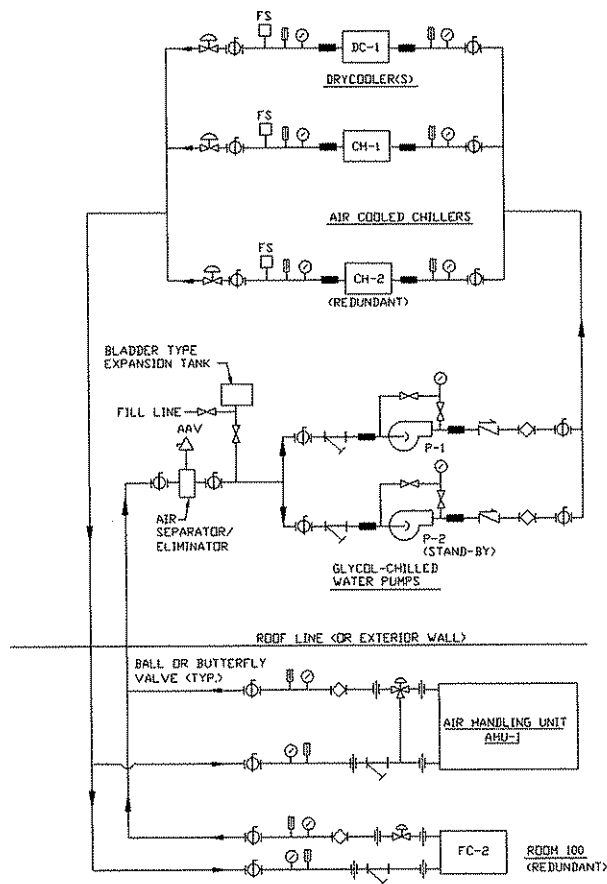 FS
DC-1
DRYCOOLER(S)
FS
CH-1
AIR COOLED CHILLERS
FS
CH-2
(REDUNDANT)
BLADDER TYPE
EXPANSION TANK
FILL LINE
AAV
P-1
AIR
SEPARATOR/
ELIMINATOR
P-2
(STAND-BY)
GLYCOL-CHILLED
WATER PUMPS
ROOF LINE (OR EXTERIOR WALL)
BALL OR BUTTERFLY
VALVE (TYP.)
AIR HANDLING UNIT
AHU-1
FC-2
ROOM 100
(REDUNDANT)